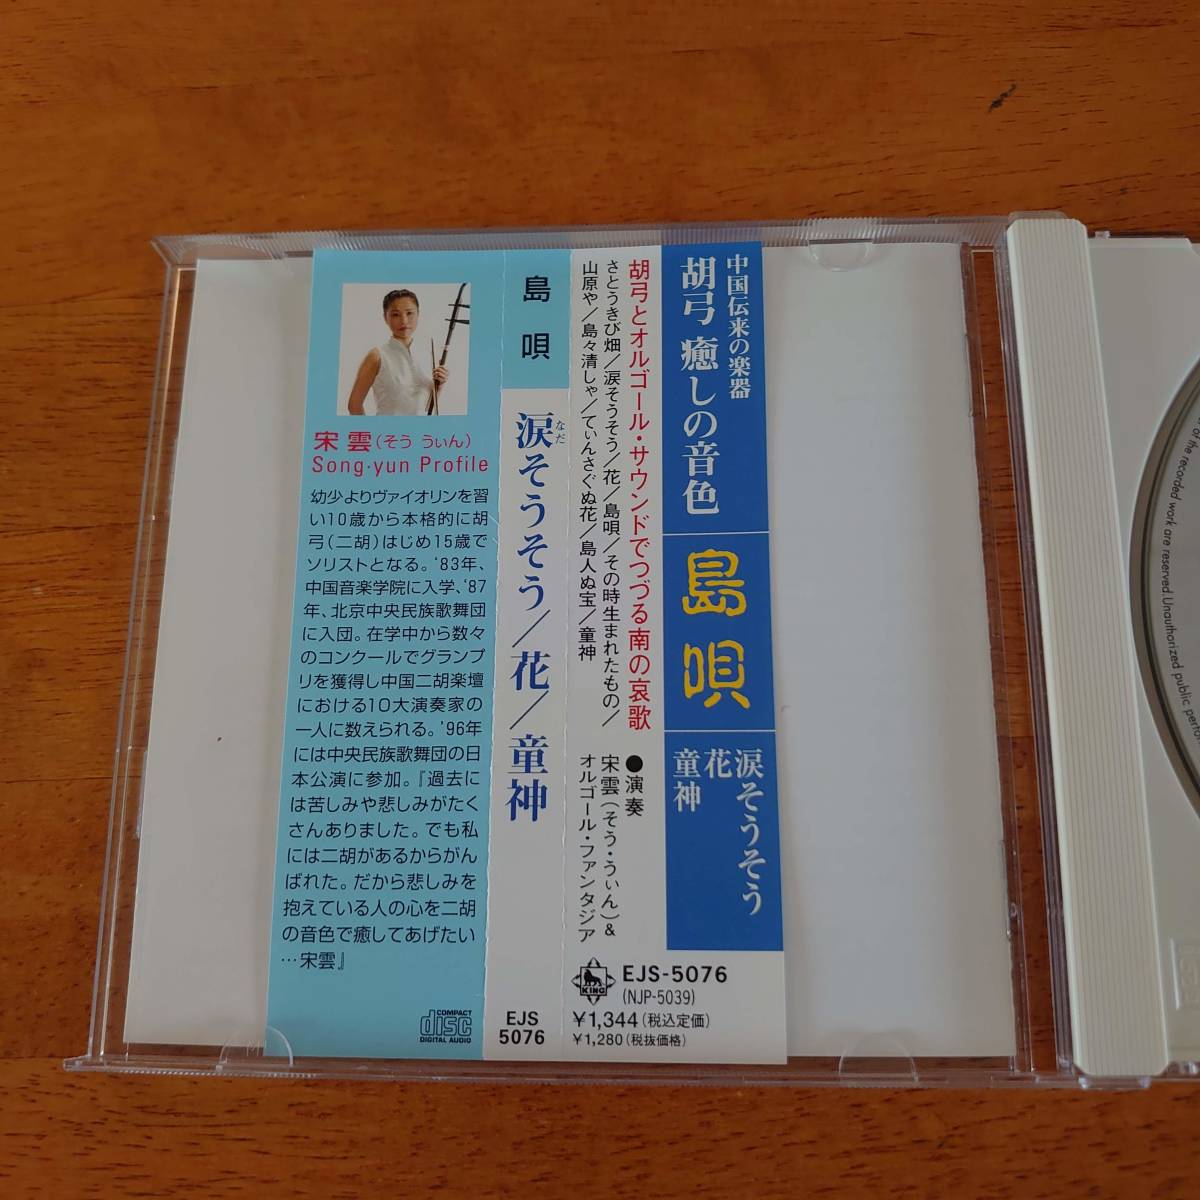 中国伝来の楽器
胡弓 癒しの音色
島唄
涙そうそう
花
童神
胡弓とオルゴール・サウンドでつづる南の哀歌
さとうきび畑/涙そうそう/花/島唄/その時生まれたもの/
山原や/島々清しゃ/てぃんさぐぬ花/島人ぬ宝/童神
●演奏
宋雲(そう・うぃん)&
オルゴール・ファンタジア
KING
EJS-5076
(NJP-5039)
¥1,344(税込定価)
¥1,280(税抜価格)
島唄
涙そうそう/花/童神
なだ
EJS
5076
宋雲(そう うぃん)
Song·yun Profile
幼少よりヴァイオリンを習
い10歳から本格的に胡
弓(二胡)はじめ15歳で
ソリストとなる。'83年、
中国音楽学院に入学、'87
年、北京中央民族歌舞団
に入団。在学中から数々
のコンクールでグランプ
リを獲得し中国二胡楽壇
における10大演奏家の
一人に数えられる。'96年
には中央民族歌舞団の日
本公演に参加。『過去に
は苦しみや悲しみがたく
さんありました。でも私
には二胡があるからがん
ばれた。だから悲しみを
抱えている人の心を二胡
の音色で癒してあげたい
…宋雲』
COMPACT
disc
DIGITAL AUDIO
of the recorded work are reserved. Unauthorized public perfor